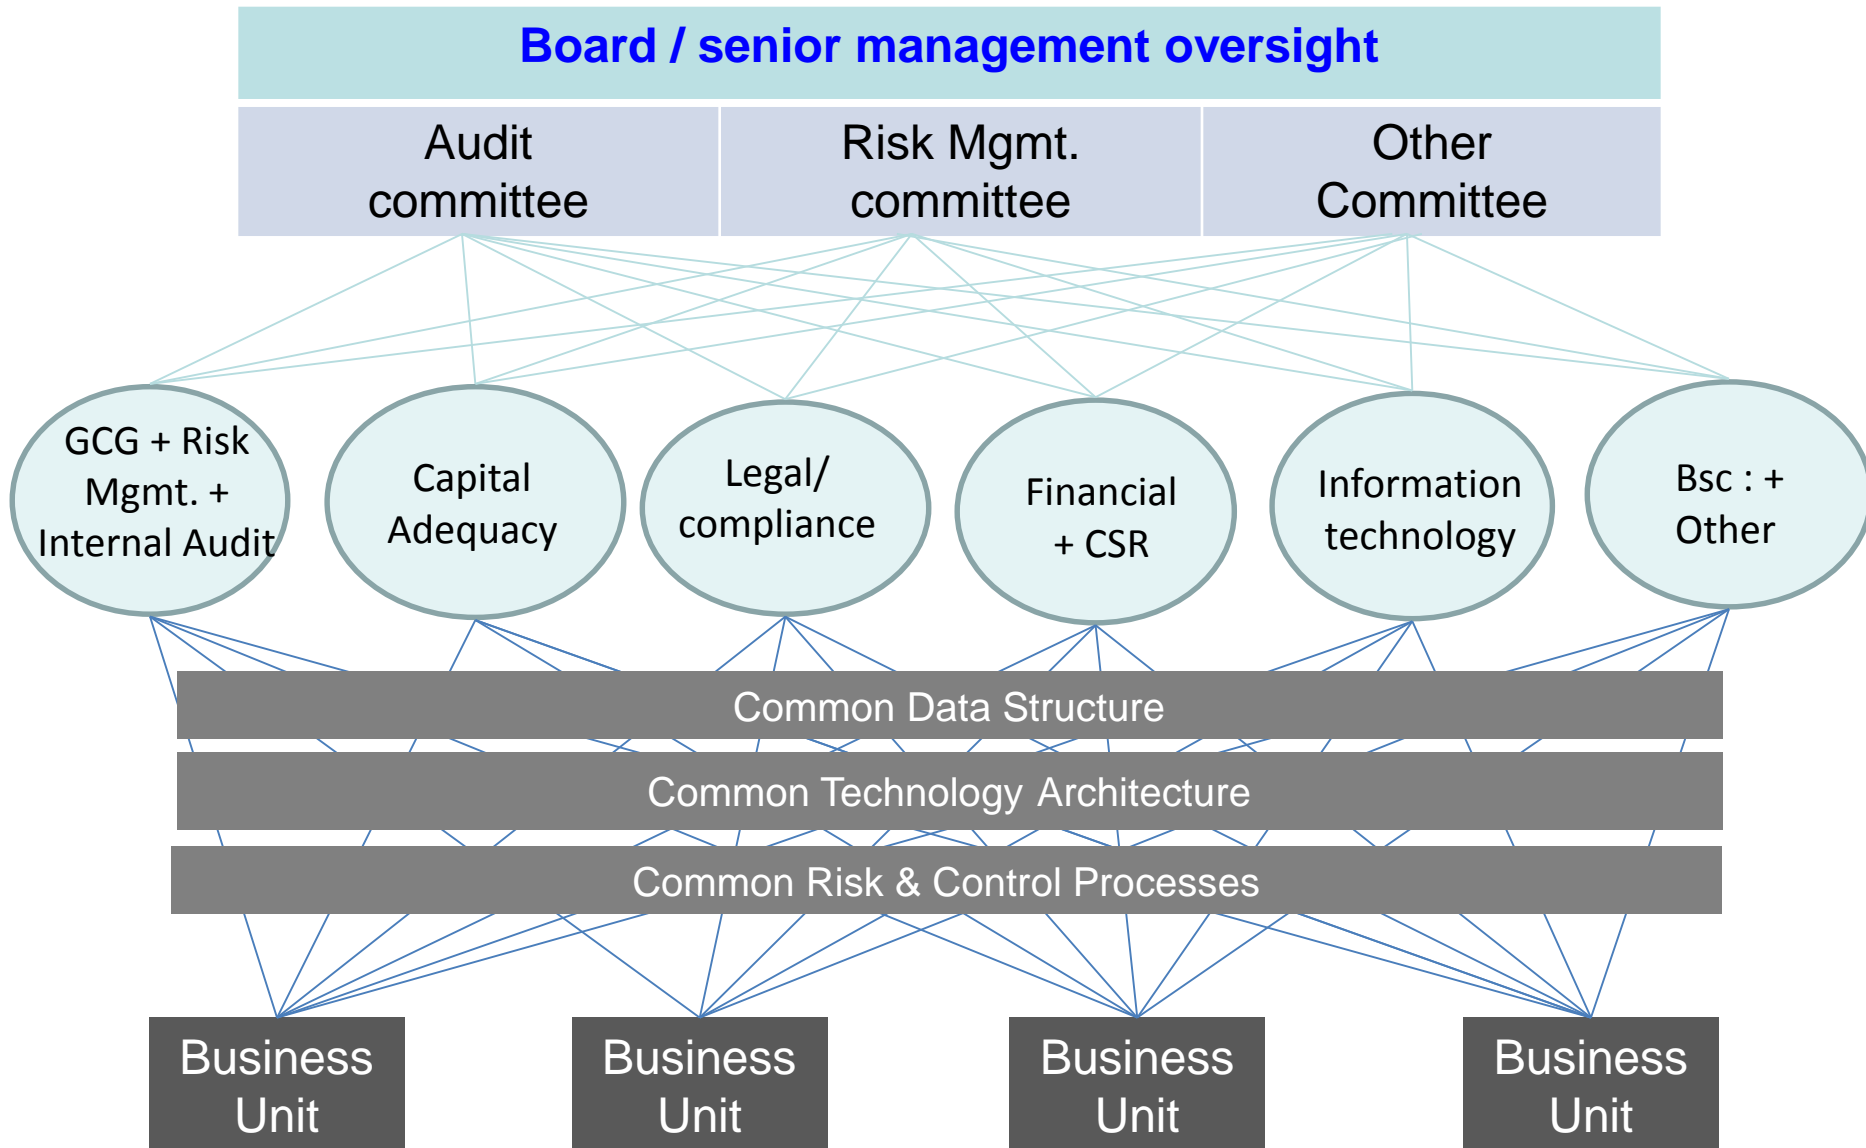 Board / senior management oversight
Audit
committee
Risk Mgmt.
committee
Other
Committee
GCG + Risk
Mgmt. +
Internal Audit
Capital
Adequacy
Legal/
compliance
Financial
+ CSR
Information
technology
Bsc : +
Other
Common Data Structure
Common Technology Architecture
Common Risk & Control Processes
Business
Unit
Business
Unit
Business
Unit
Business
Unit